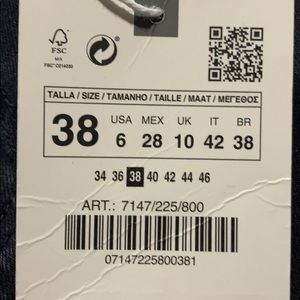 FSC
MIX
TALLA / SIZE / TAMANHO / TAILLE / MAAT / ΜΕΓΕΘΟΣ
38 USA MEX UK IT BR
6 28 10 42 38
34 36 38 40 42 44 46
ART.: 7147/225/800
07147225800381